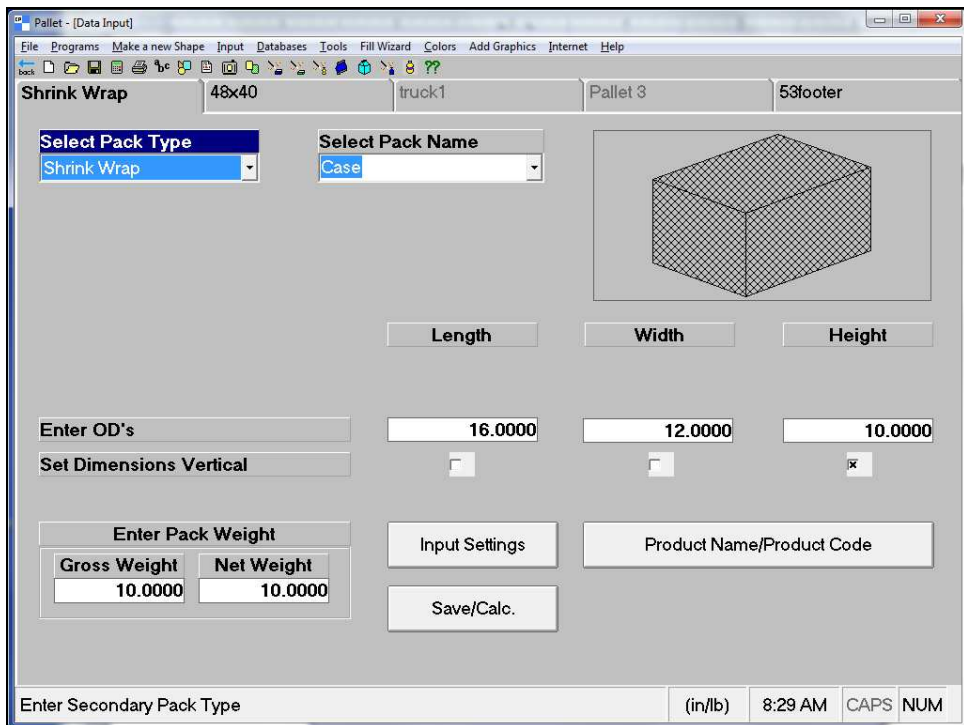 Pallet - [Data Input]
File Programs Make a new Shape Input Databases Tools Fill Wizard Colors Add Graphics Internet Help
back
Shrink Wrap 48x40 truck1 Pallet 3 53footer
Select Pack Type Select Pack Name
Shrink Wrap Case
Length Width Height
Enter OD's 16.0000 12.0000 10.0000
Set Dimensions Vertical
Enter Pack Weight
Gross Weight Net Weight
10.0000 10.0000
Input Settings Product Name/Product Code
Save/Calc.
Enter Secondary Pack Type (in/lb) 8:29 AM CAPS NUM